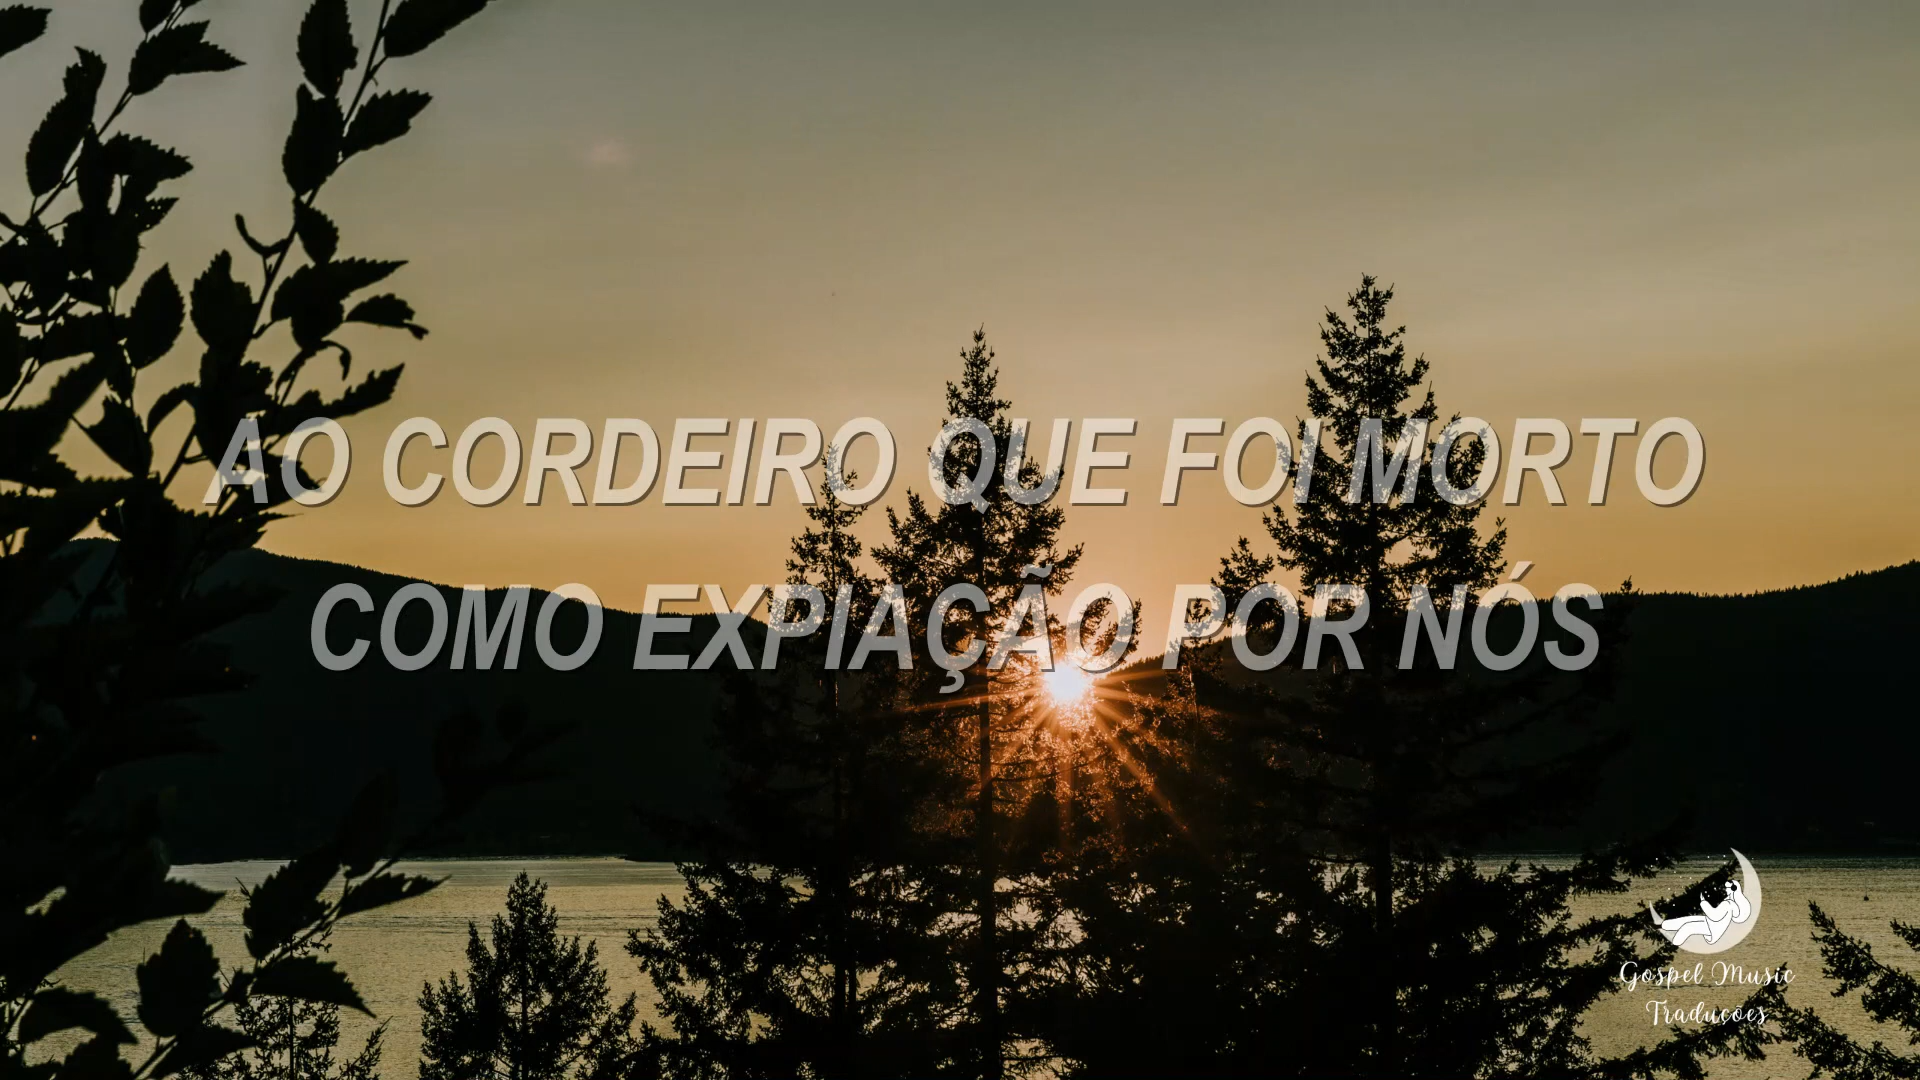 AO CORDEIRO QUE FOI MORTO
COMO EXPIAÇÃO POR NÓS
Gospel Music
Traduções